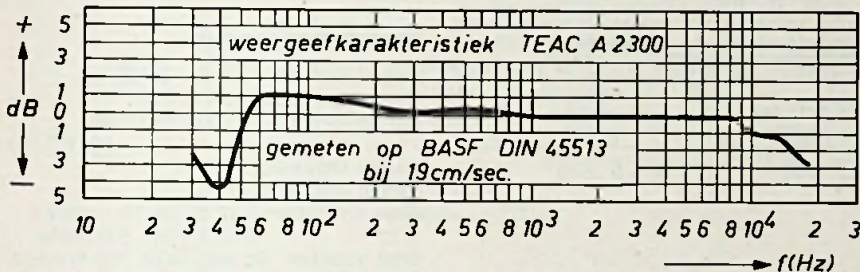 + 5
3
weergeefkarakteristiek TEAC A 2300
1
dB 0
1
gemeten op BASF DIN 45513
3
bij 19cm/sec.
— 5
10 2 3 4 5 6 8 10² 2 3 4 5 6 8 10³ 2 3 4 5 6 8 10⁴ 2 3
f(Hz)